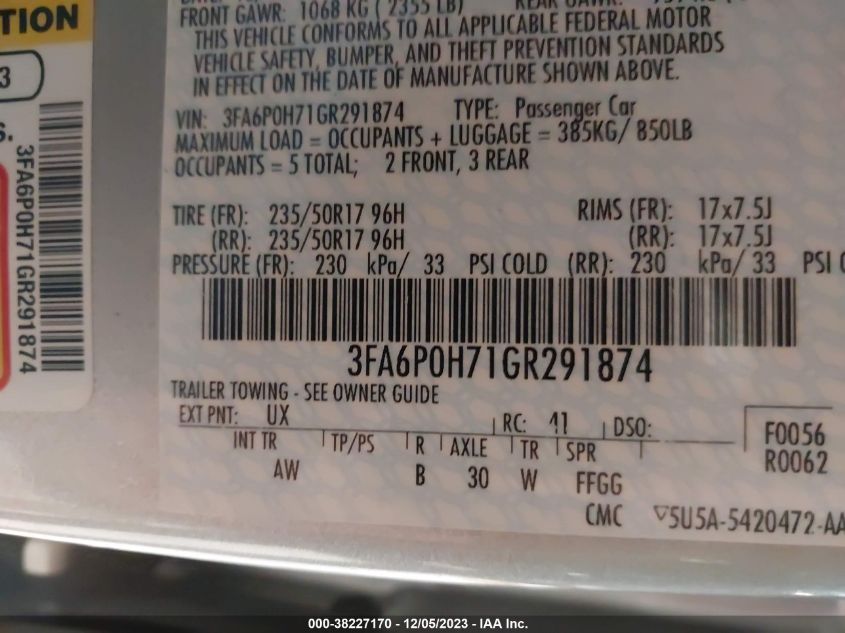 TION
3
S.
3FA6P0H71GR291874
FRONT GAWR: 1068 KG ( 2355 LB)
THIS VEHICLE CONFORMS TO ALL APPLICABLE FEDERAL MOTOR
VEHICLE SAFETY, BUMPER, AND THEFT PREVENTION STANDARDS
IN EFFECT ON THE DATE OF MANUFACTURE SHOWN ABOVE.
VIN: 3FA6P0H71GR291874 TYPE: Passenger Car
MAXIMUM LOAD = OCCUPANTS + LUGGAGE = 385KG/ 850LB
OCCUPANTS = 5 TOTAL; 2 FRONT, 3 REAR
TIRE (FR): 235/50R17 96H RIMS (FR): 17x7.5J
(RR): 235/50R17 96H (RR): 17x7.5J
PRESSURE (FR): 230 kPa/ 33 PSI COLD (RR): 230 kPa/ 33 PSI C
3FA6P0H71GR291874
TRAILER TOWING - SEE OWNER GUIDE
EXT PNT: UX RC: 41 DSO: F0056
INT TR TP/PS R AXLE TR SPR R0062
AW B 30 W FFGG
CMC ▽5U5A-5420472-AA
000-38227170 - 12/05/2023 - IAA Inc.